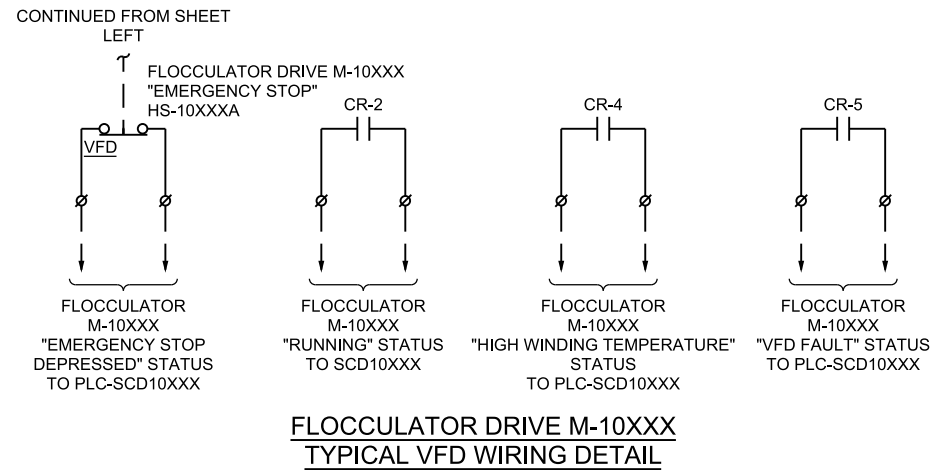 CONTINUED FROM SHEET
LEFT
FLOCCULATOR DRIVE M-10XXX
"EMERGENCY STOP"
HS-10XXXA
VFD
CR-2
CR-4
CR-5
FLOCCULATOR
M-10XXX
"EMERGENCY STOP
DEPRESSED" STATUS
TO PLC-SCD10XXX
FLOCCULATOR
M-10XXX
"RUNNING" STATUS
TO SCD10XXX
FLOCCULATOR
M-10XXX
"HIGH WINDING TEMPERATURE"
STATUS
TO PLC-SCD10XXX
FLOCCULATOR
M-10XXX
"VFD FAULT" STATUS
TO PLC-SCD10XXX
FLOCCULATOR DRIVE M-10XXX
TYPICAL VFD WIRING DETAIL